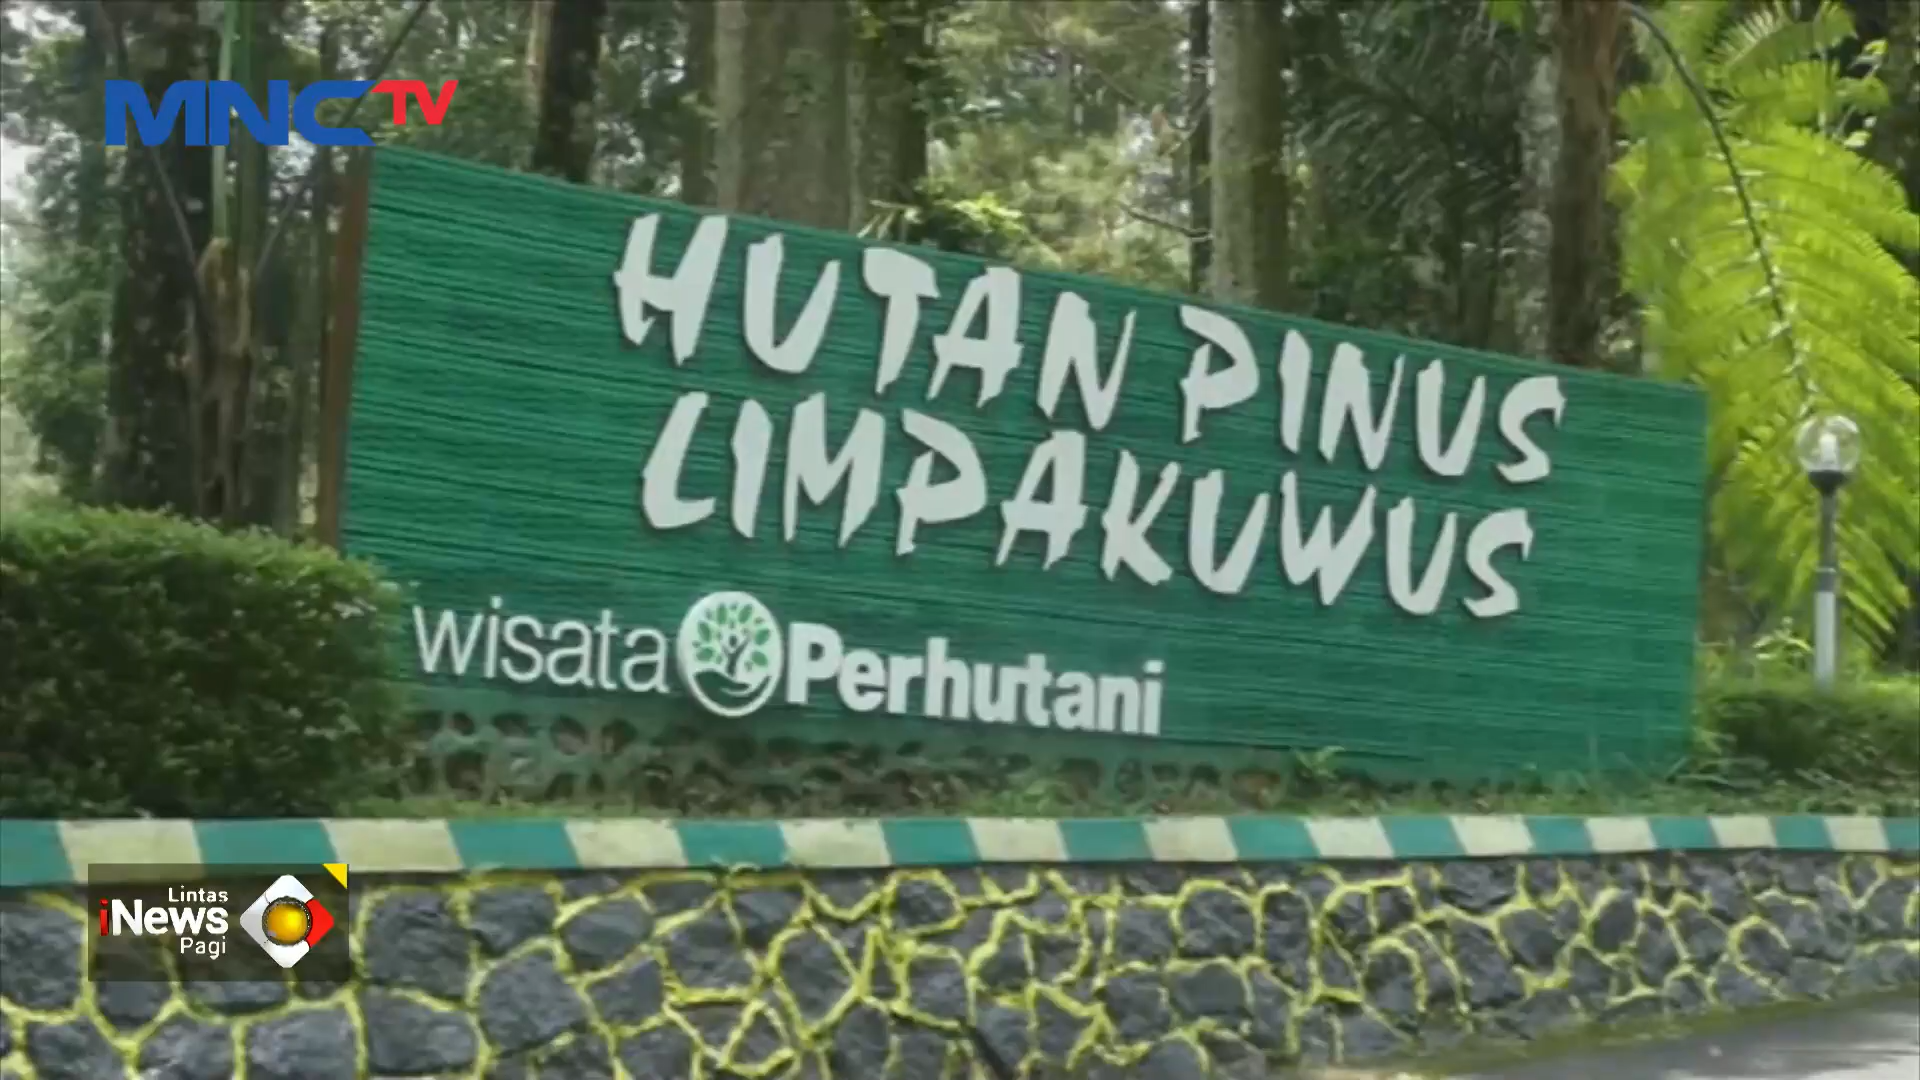 MNCTV
HUTAN PINUS
LIMPAKUWUS
wisata Perhutani
Lintas
iNews
Pagi